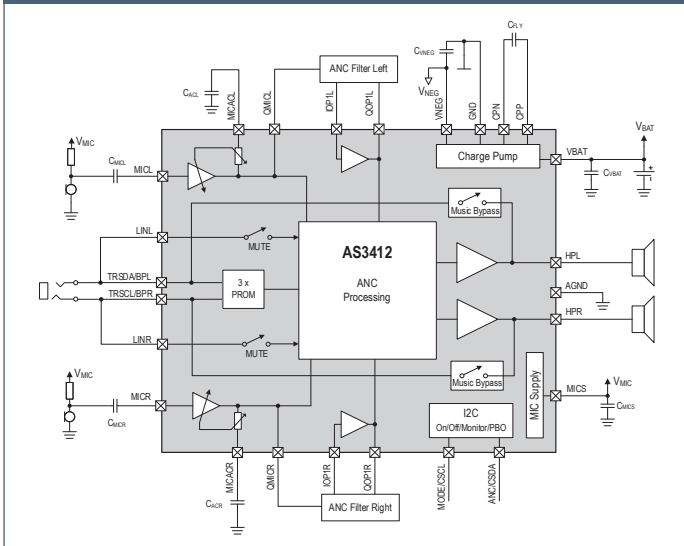 CFLY
CVNEG
ANC Filter Left
VNEG
CACL
MICACL
QMICL
IOP1L
QOP1L
VNEG
GND
CPN
CPP
VMIC
CMICL
MICL
Charge Pump
VBAT
VBAT
CVBAT
+
-
Music Bypass
LINL
MUTE
AS3412
ANC
Processing
TRSDA/BPL
TRSCL/BPR
3 x
PROM
HPL
AGND
HPR
LINR
MUTE
VMIC
Music Bypass
MICR
CMICR
MIC Supply
MICS
VMIC
CMICS
I2C
On/Off/Monitor/PBO
MICACR
QMICR
IOP1R
QOP1R
MODE/CSCL
ANC/CSDA
CACR
ANC Filter Right